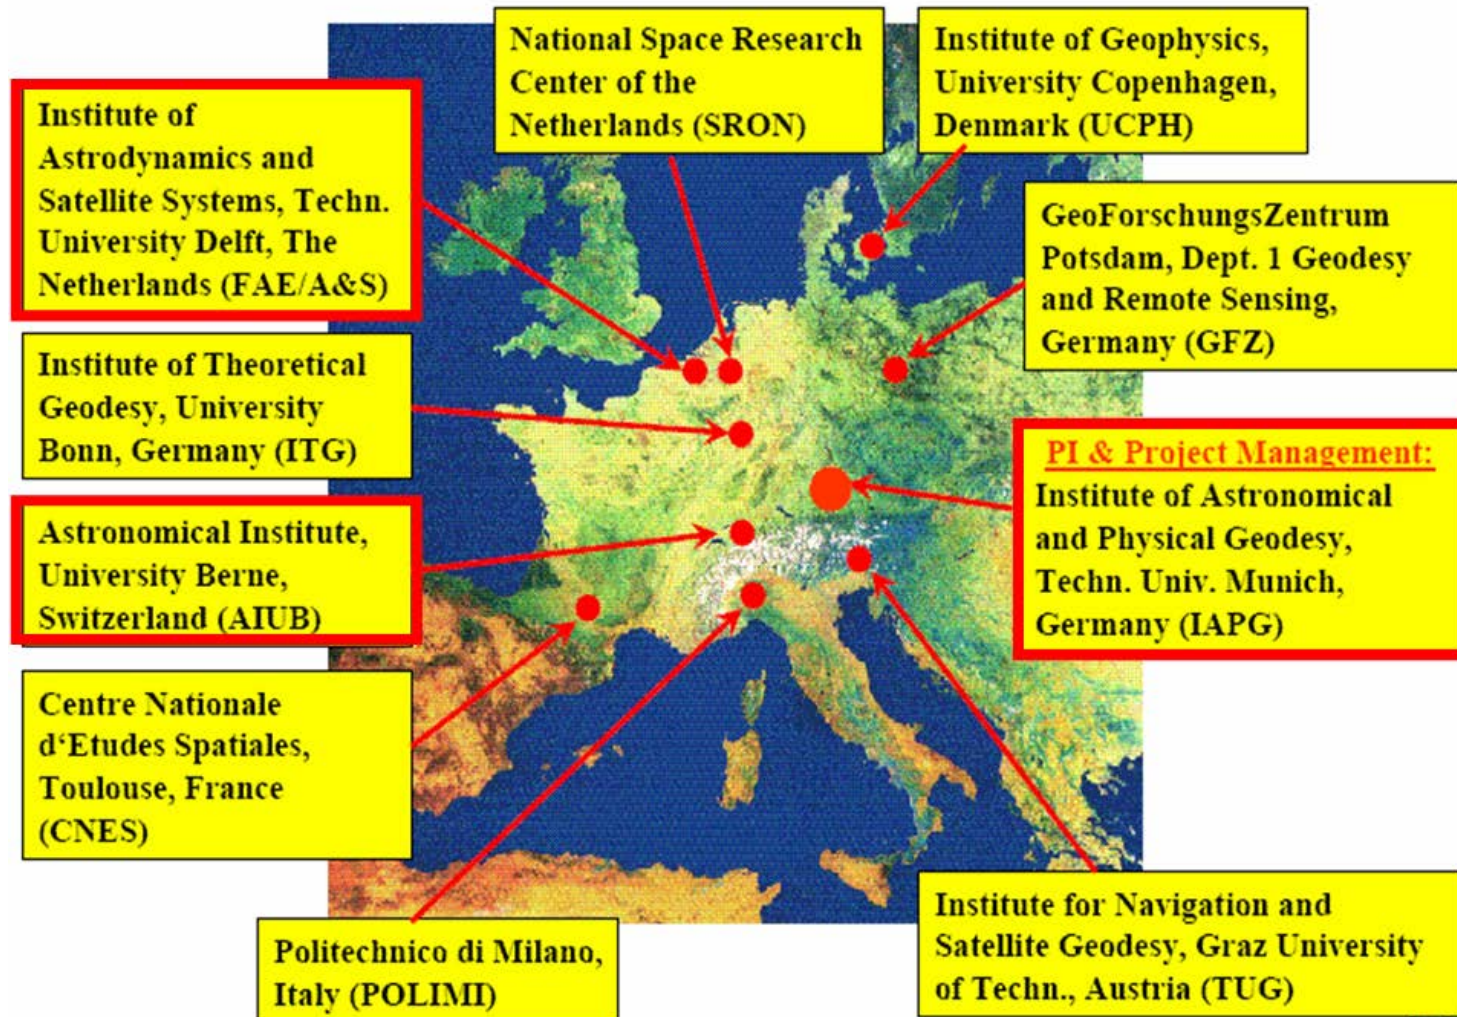 National Space Research
Center of the
Netherlands (SRON)
Institute of Geophysics,
University Copenhagen,
Denmark (UCPH)
Institute of
Astrodynamics and
Satellite Systems, Techn.
University Delft, The
Netherlands (FAE/A&S)
GeoForschungsZentrum
Potsdam, Dept. 1 Geodesy
and Remote Sensing,
Germany (GFZ)
Institute of Theoretical
Geodesy, University
Bonn, Germany (ITG)
PI & Project Management:
Institute of Astronomical
and Physical Geodesy,
Techn. Univ. Munich,
Germany (IAPG)
Astronomical Institute,
University Berne,
Switzerland (AIUB)
Centre Nationale
d‘Etudes Spatiales,
Toulouse, France
(CNES)
Politechnico di Milano,
Italy (POLIMI)
Institute for Navigation and
Satellite Geodesy, Graz University
of Techn., Austria (TUG)